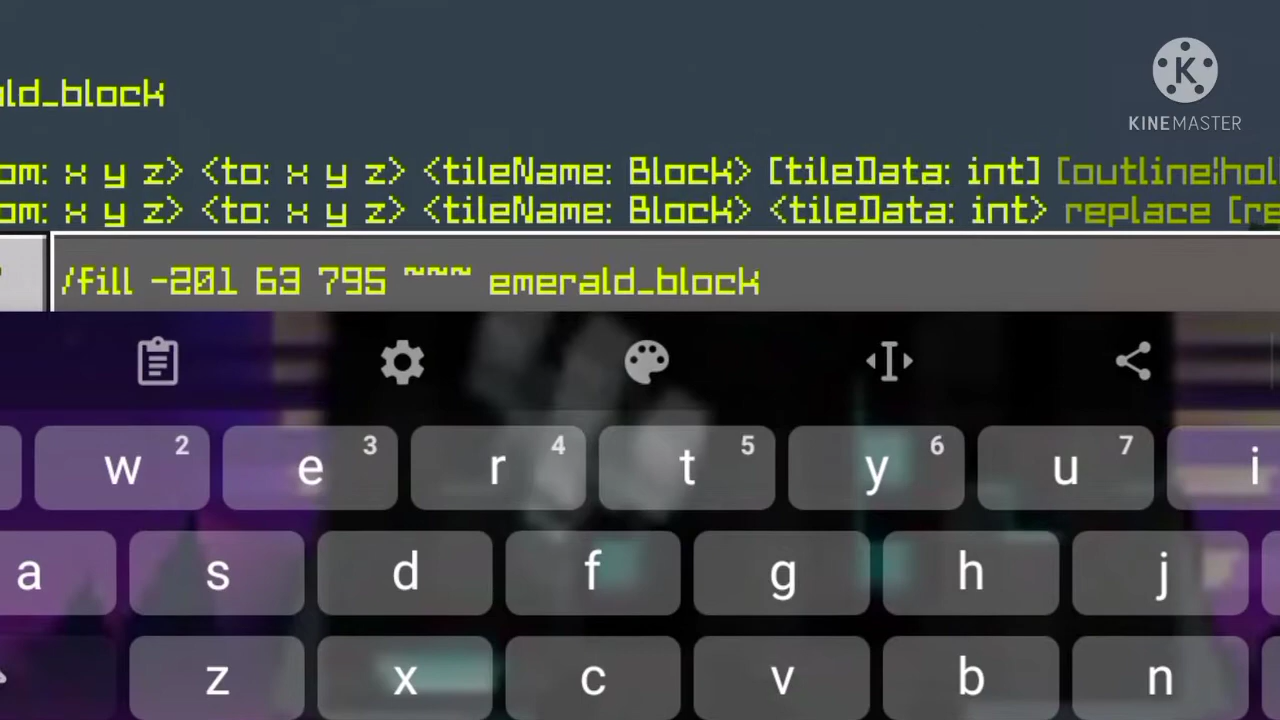 ald_block
K
KINEMASTER
om: x y z> <to: x y z> <tileName: Block> [tileData: int] [outline|hol
om: x y z> <to: x y z> <tileName: Block> <tileData: int> replace [re
/fill -201 63 795 ~~~ emerald_block
w 2 e 3 r 4 t 5 y 6 u 7 i
a s d f g h j
z x c v b n